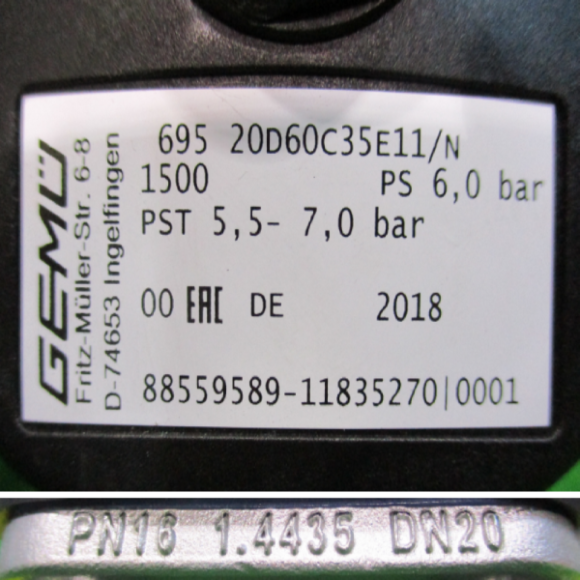 GEMÜ
Fritz-Müller-Str. 6-8
D-74653 Ingelfingen
695 20D60C35E11/N
1500 PS 6,0 bar
PST 5,5- 7,0 bar
00 EAC DE 2018
88559589-11835270|0001
PN16 1.4435 DN20